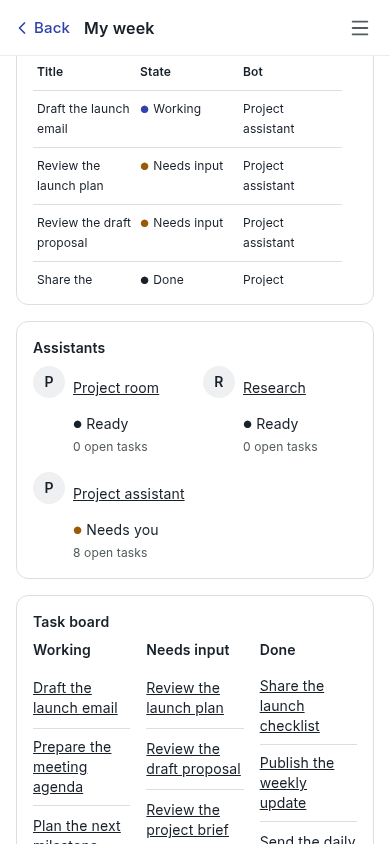 Back My week
Title State Bot
Draft the launch email Working Project assistant
Review the launch plan Needs input Project assistant
Review the draft proposal Needs input Project assistant
Share the Done Project
Assistants
P Project room R Research
Ready Ready
0 open tasks 0 open tasks
P Project assistant
Needs you
8 open tasks
Task board
Working Needs input Done
Draft the launch email
Prepare the meeting agenda
Plan the next
Review the launch plan
Review the draft proposal
Review the project brief
Share the launch checklist
Publish the weekly update
Send the daily